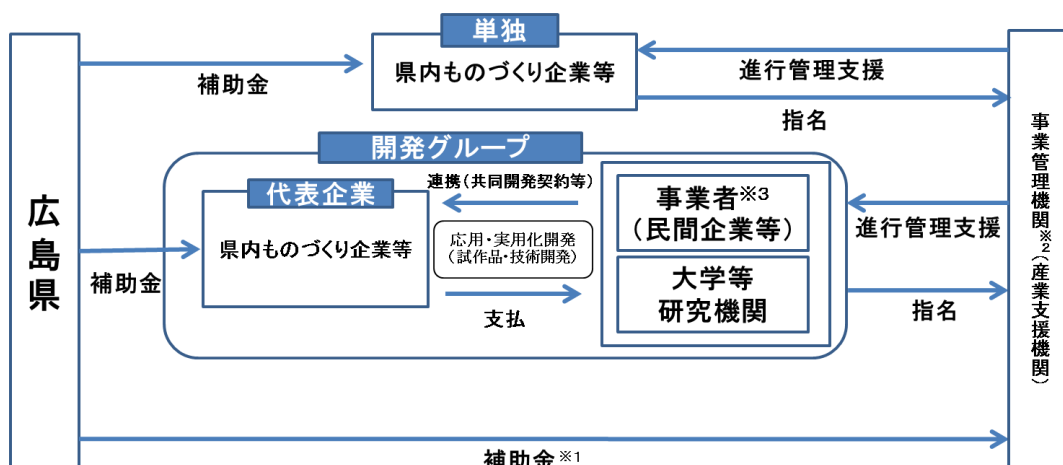 広島県
単独
県内ものづくり企業等
補助金
進行管理支援
指名
開発グループ
代表企業
県内ものづくり企業等
補助金
連携(共同開発契約等)
応用・実用化開発
(試作品・技術開発)
支払
事業者※3
(民間企業等)
大学等
研究機関
進行管理支援
指名
事業管理機関※2(産業支援機関)
補助金※1